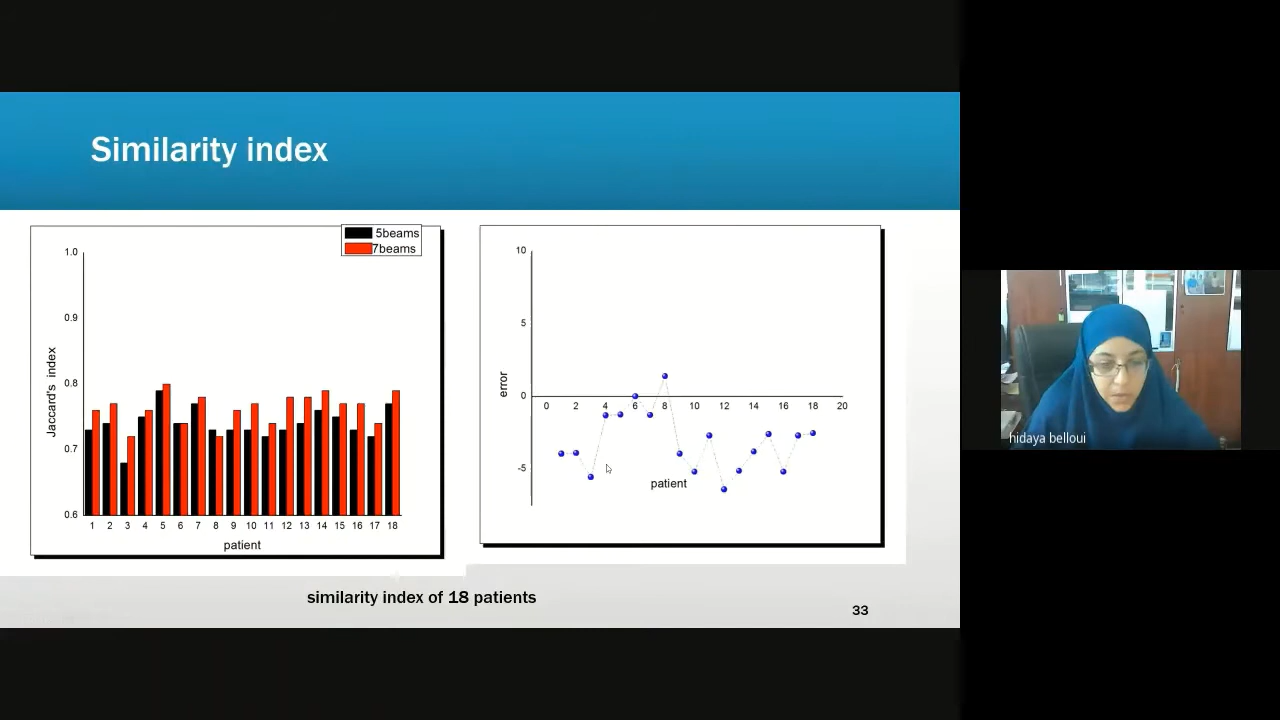 Similarity index
5beams
7beams
1.0
0.9
0.8
0.7
0.6
Jaccard's index
1 2 3 4 5 6 7 8 9 10 11 12 13 14 15 16 17 18
patient
10
5
0
-5
error
0 2 4 6 8 10 12 14 16 18 20
patient
similarity index of 18 patients
33
hidaya belloui